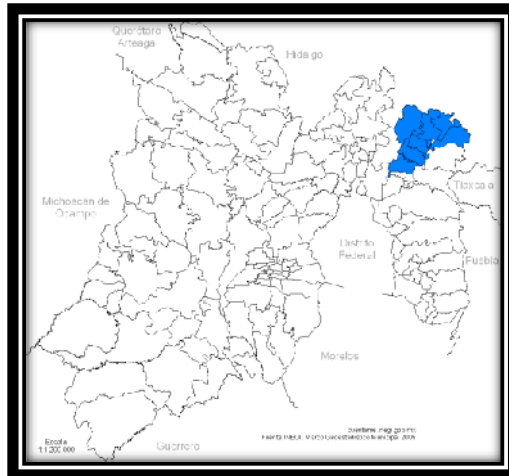 Querétaro
Arteaga
Hidalgo
Tlaxcala
Michoacán de
Ocampo
Distrito
Federal
Puebla
Morelos
Escala
1:1 200 000
Guerrero